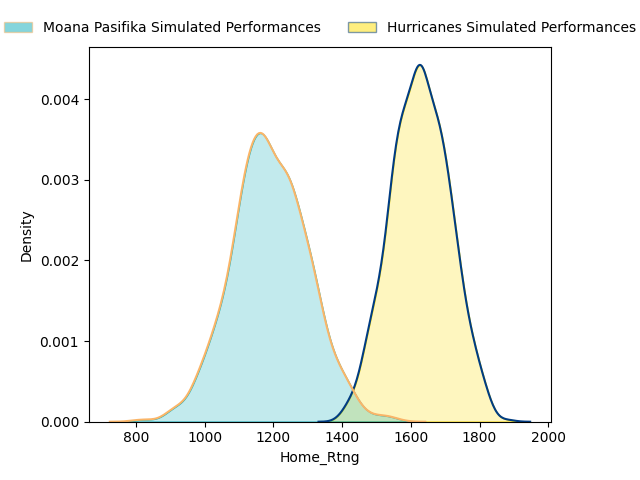 Moana Pasifika Simulated Performances Hurricanes Simulated Performances
0.004
0.003
0.002
0.001
0.000
Density
800 1000 1200 1400 1600 1800 2000
Home_Rtng